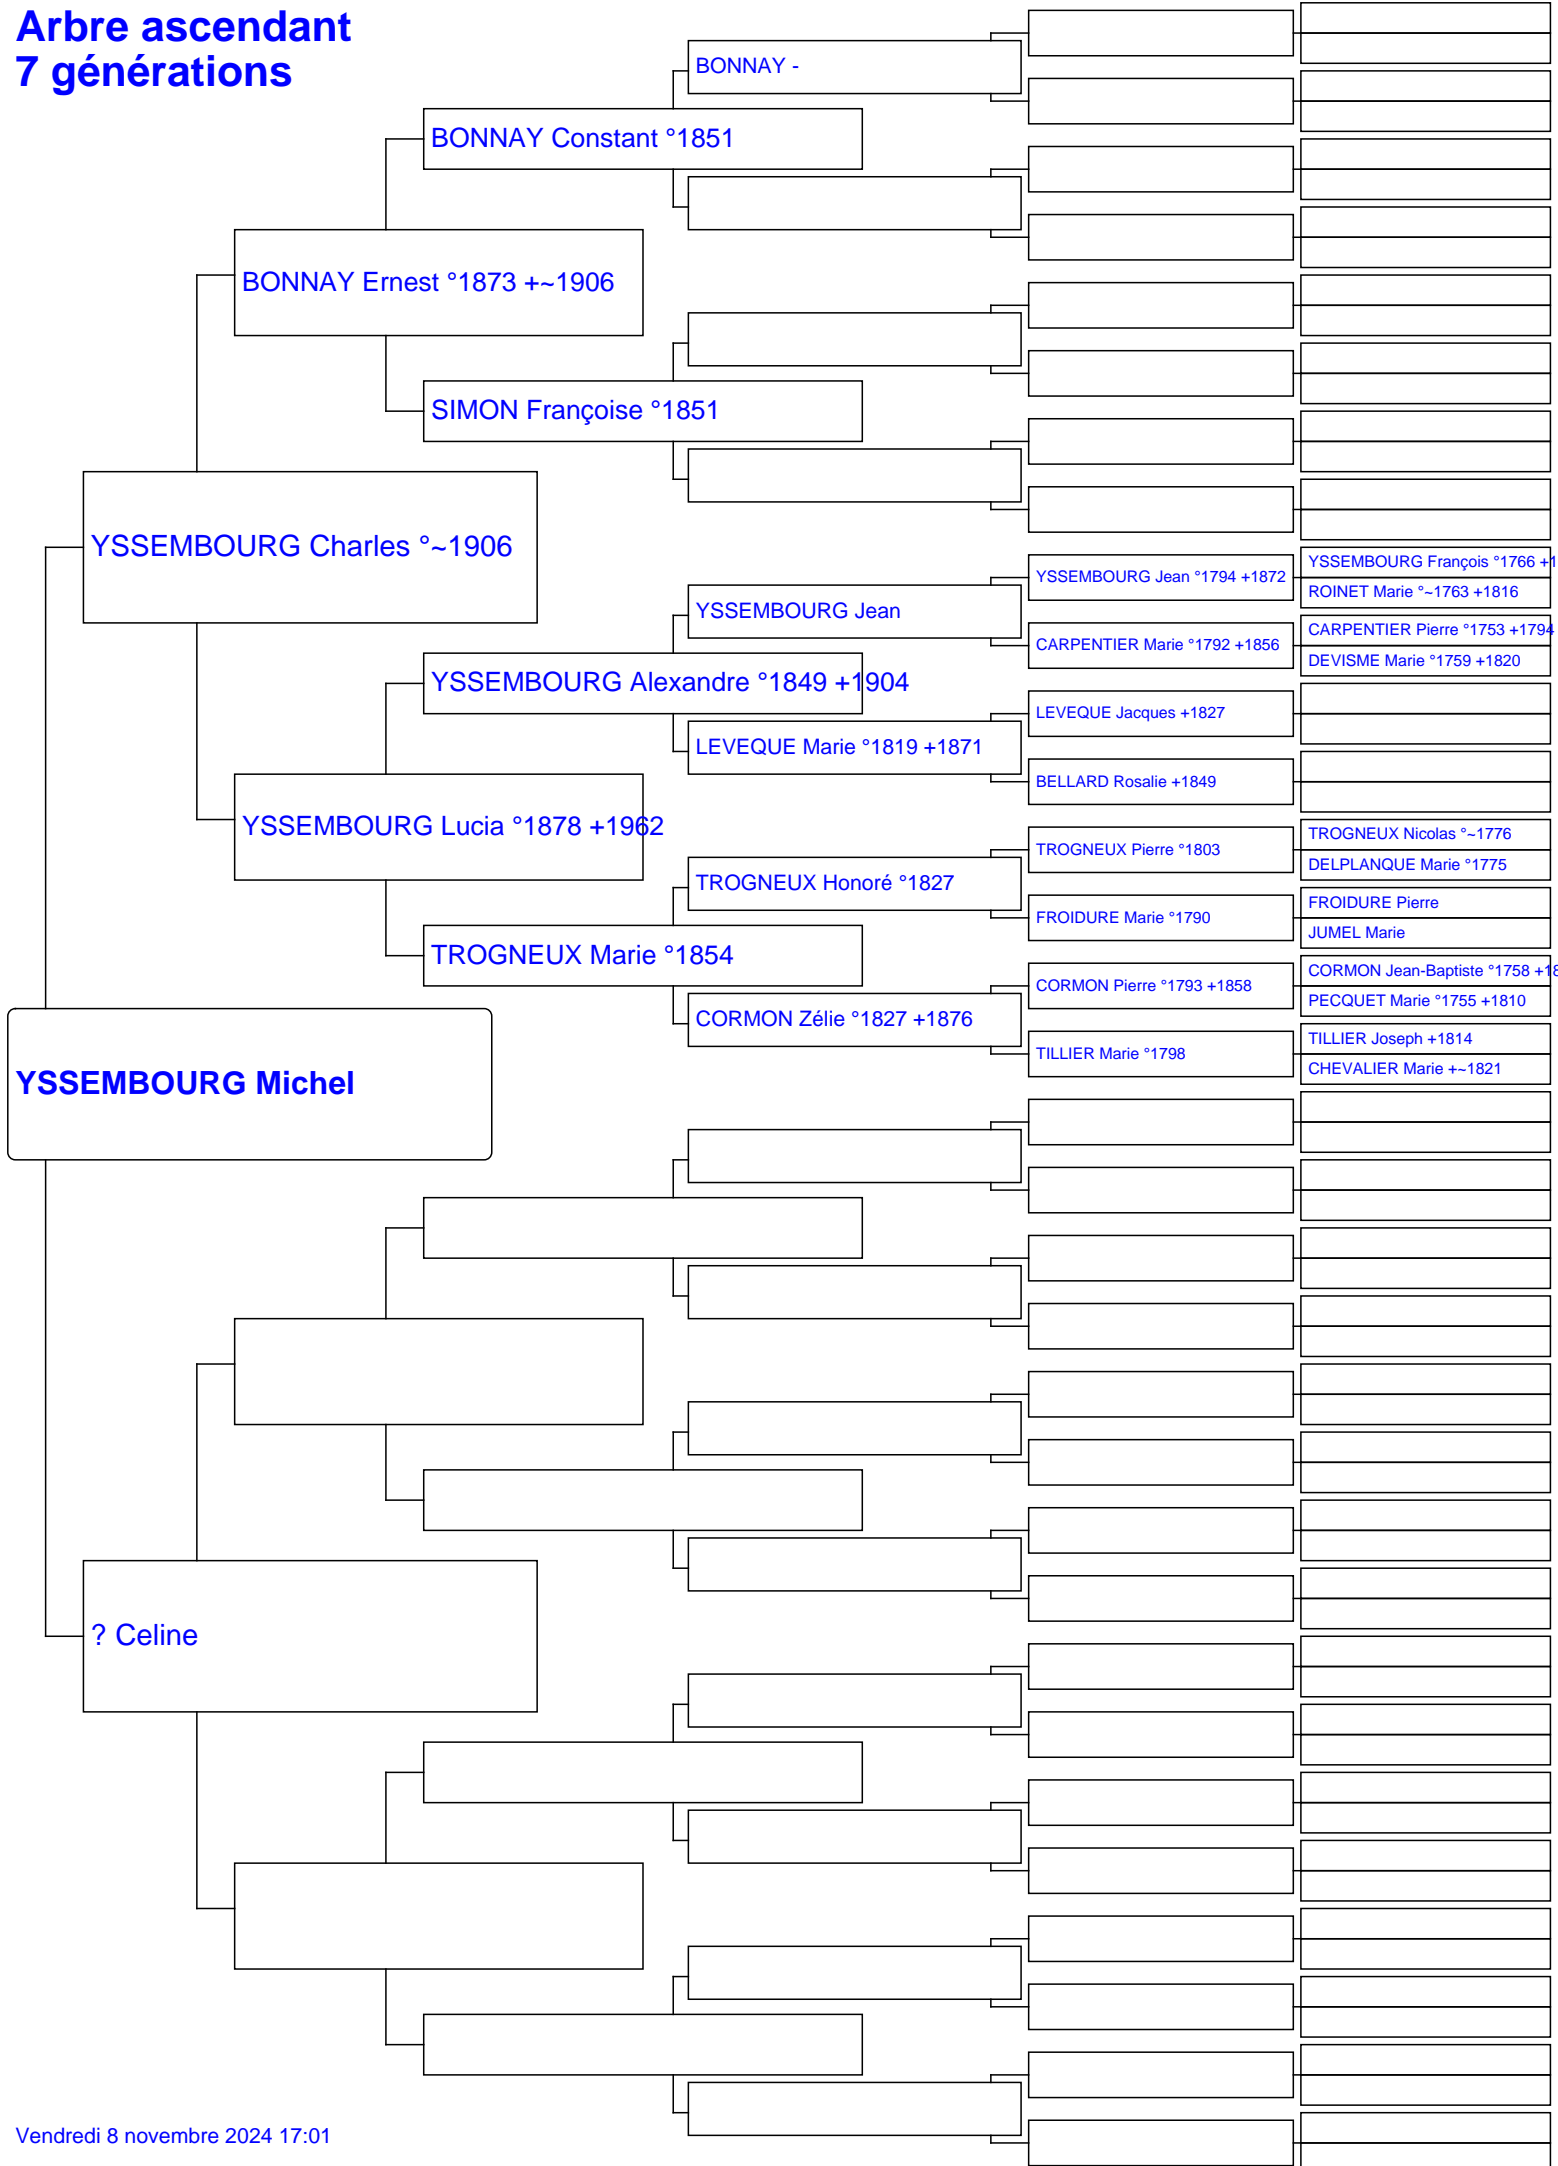 Arbre ascendant
7 générations
BONNAY -
BONNAY Constant °1851
BONNAY Ernest °1873 +~1906
SIMON Françoise °1851
YSSEMBOURG Charles °~1906
YSSEMBOURG François °1766 +1
YSSEMBOURG Jean °1794 +1872
ROINET Marie °~1763 +1816
YSSEMBOURG Jean
CARPENTIER Pierre °1753 +1794
CARPENTIER Marie °1792 +1856
DEVISME Marie °1759 +1820
YSSEMBOURG Alexandre °1849 +1904
LEVEQUE Jacques +1827
LEVEQUE Marie °1819 +1871
BELLARD Rosalie +1849
YSSEMBOURG Lucia °1878 +1962
TROGNEUX Nicolas °~1776
TROGNEUX Pierre °1803
DELPLANQUE Marie °1775
TROGNEUX Honoré °1827
FROIDURE Pierre
FROIDURE Marie °1790
JUMEL Marie
TROGNEUX Marie °1854
CORMON Jean-Baptiste °1758 +18
CORMON Pierre °1793 +1858
PECQUET Marie °1755 +1810
CORMON Zélie °1827 +1876
TILLIER Joseph +1814
TILLIER Marie °1798
CHEVALIER Marie +~1821
YSSEMBOURG Michel
? Celine
Vendredi 8 novembre 2024 17:01